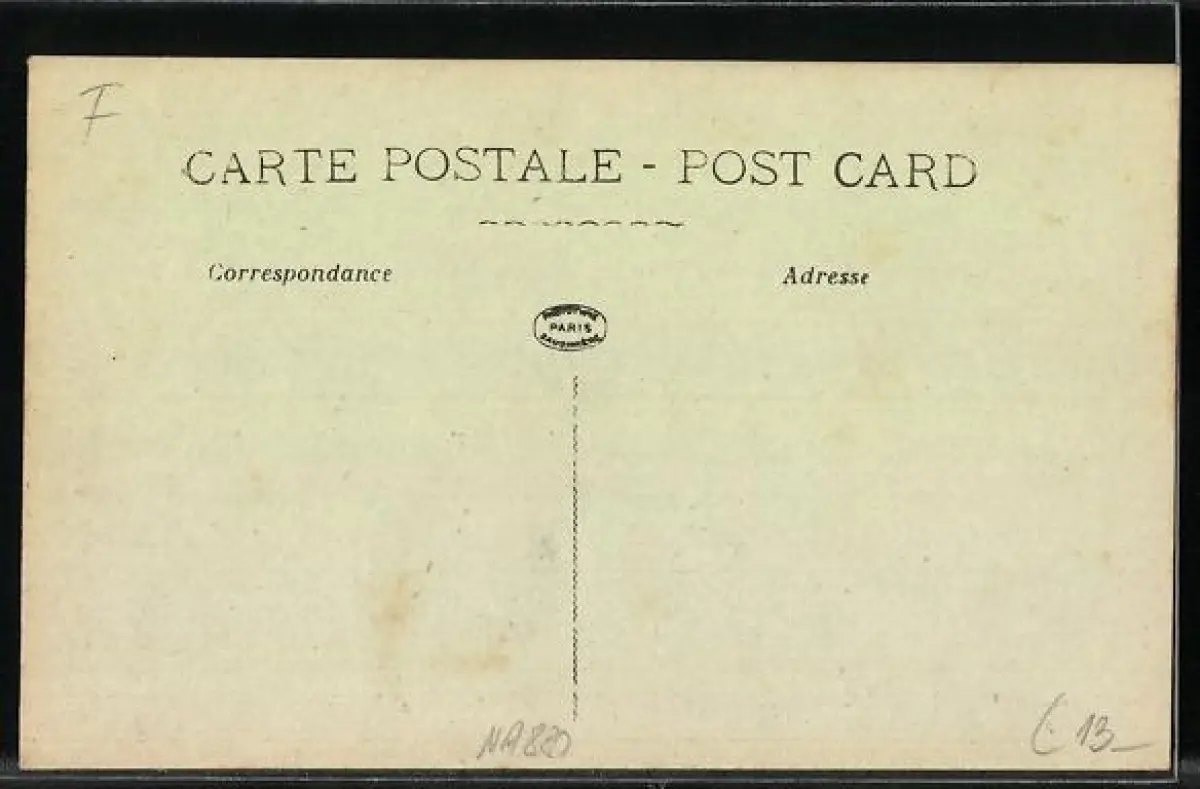 F
CARTE POSTALE - POST CARD
Correspondance
Adresse
PARIS
NA820
13-